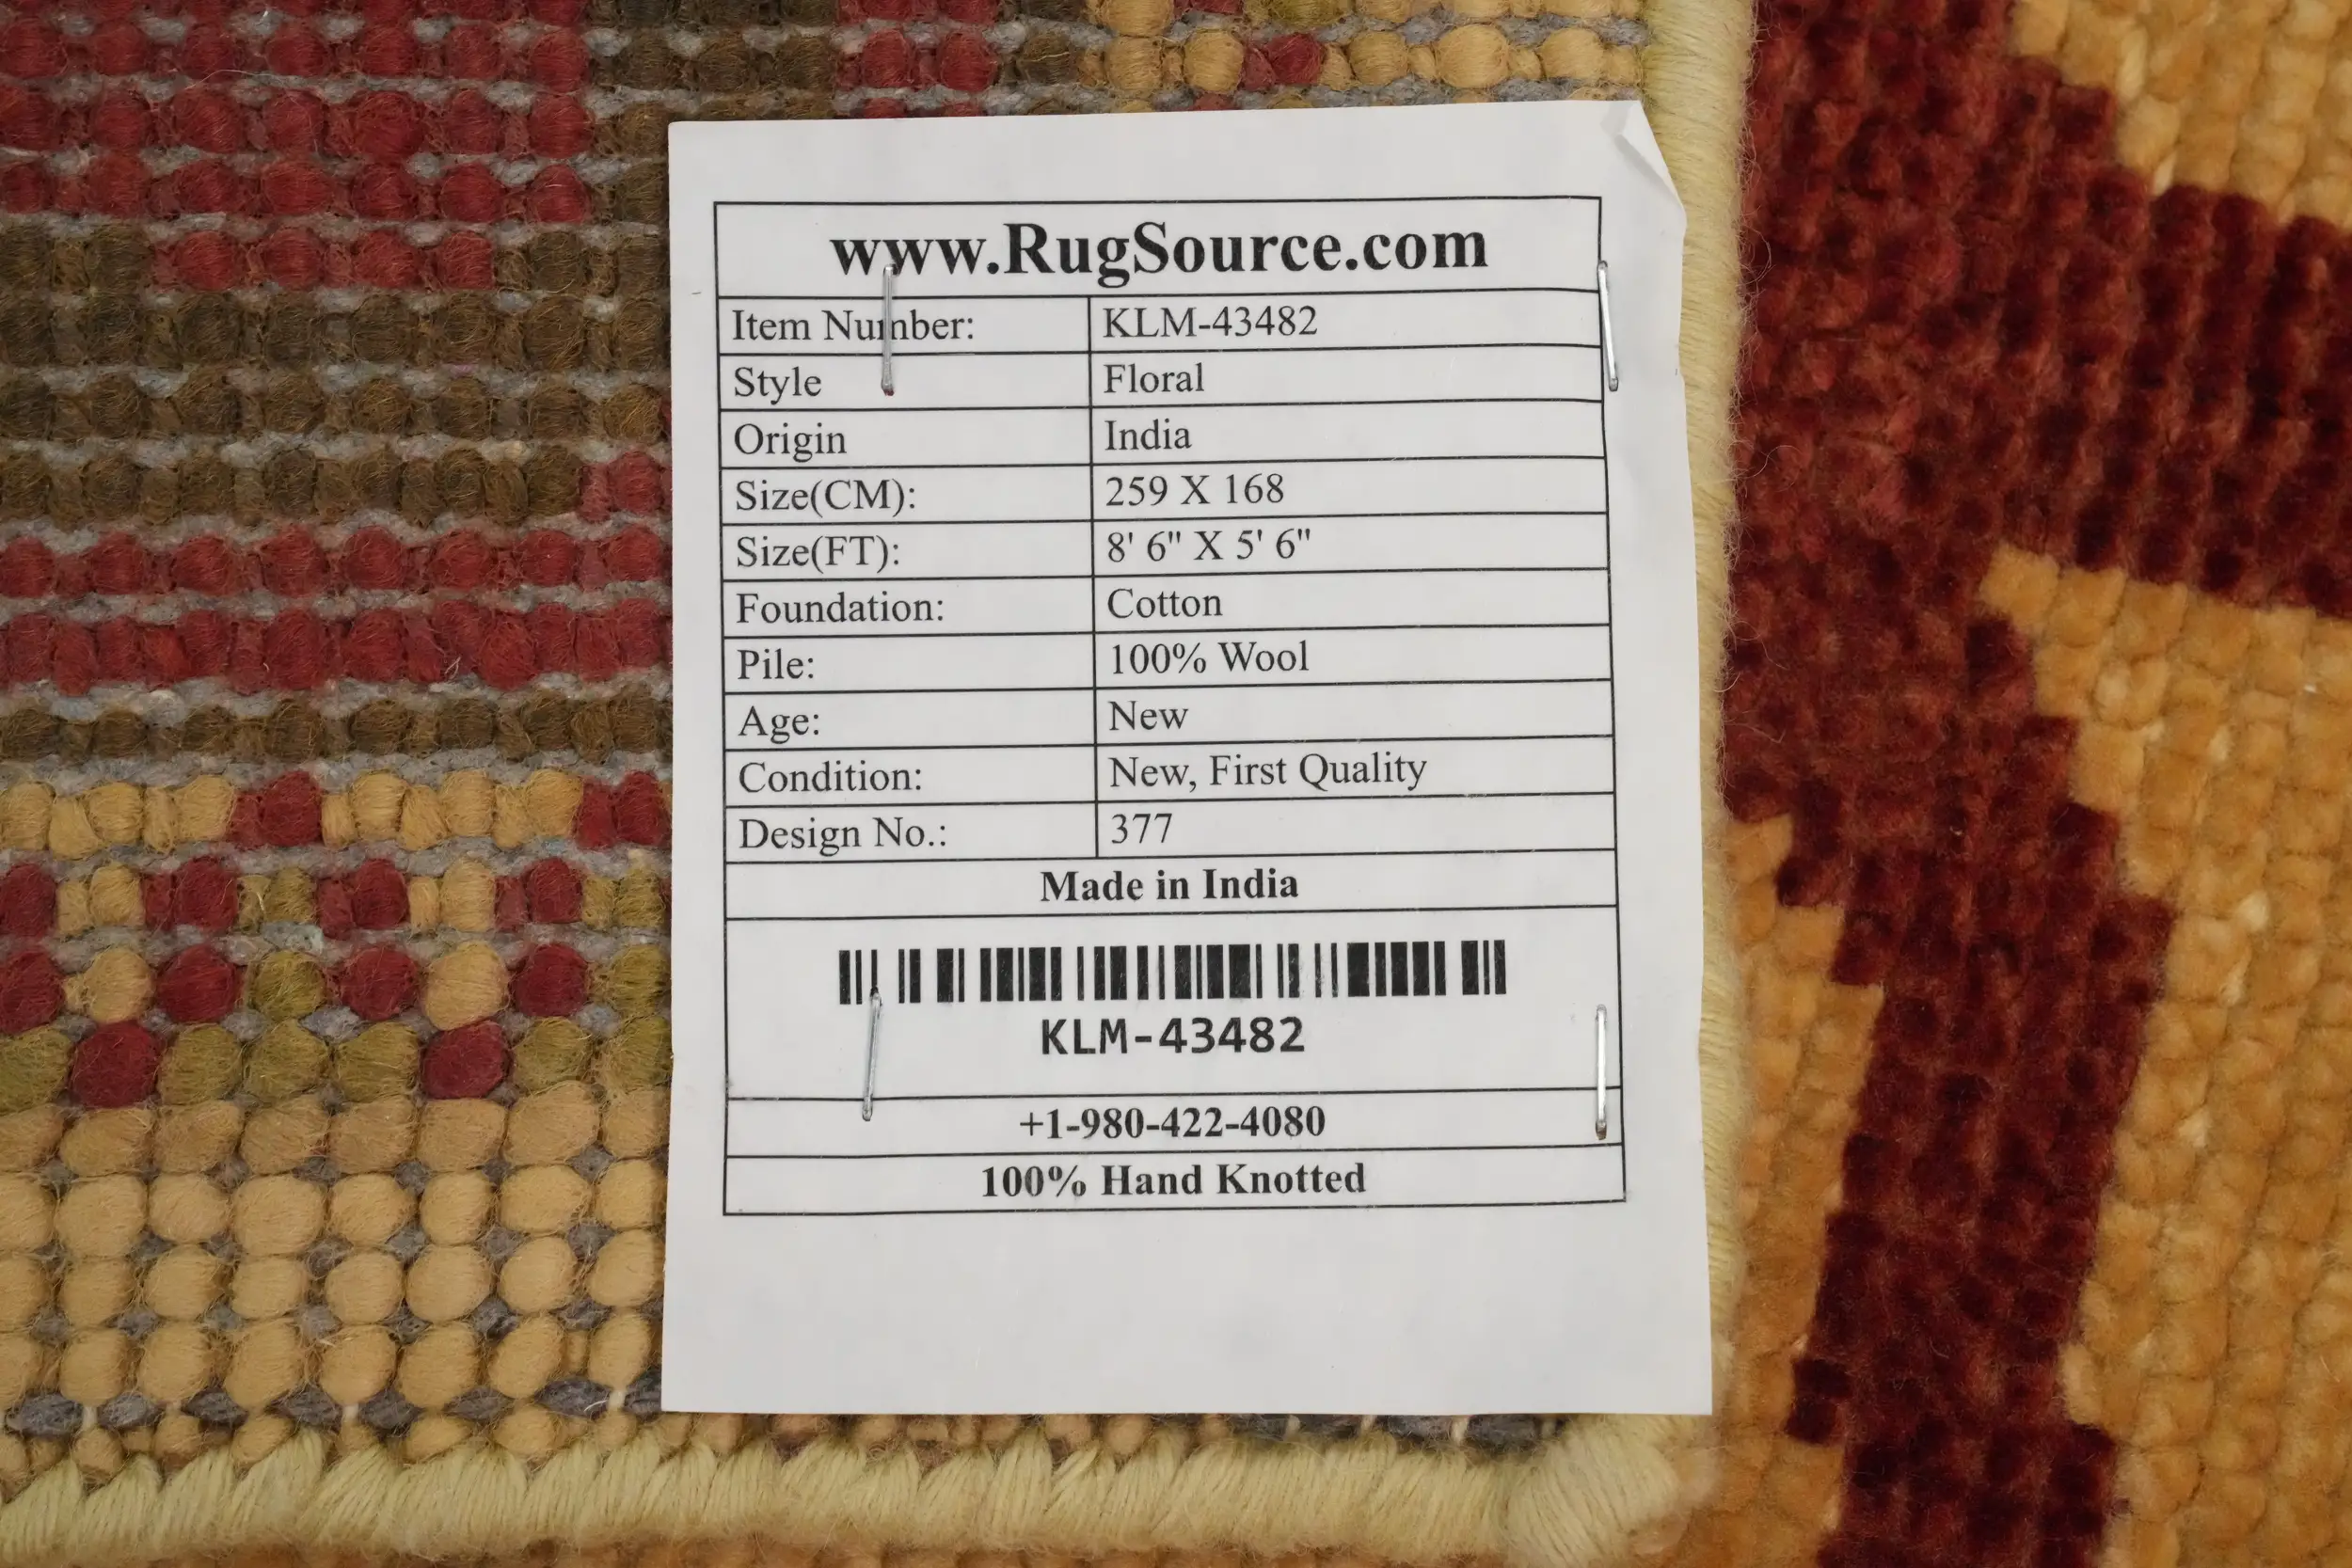 www.RugSource.com
Item Number: KLM-43482
Style Floral
Origin India
Size(CM): 259 X 168
Size(FT): 8' 6" X 5' 6"
Foundation: Cotton
Pile: 100% Wool
Age: New
Condition: New, First Quality
Design No.: 377
Made in India
KLM-43482
+1-980-422-4080
100% Hand Knotted